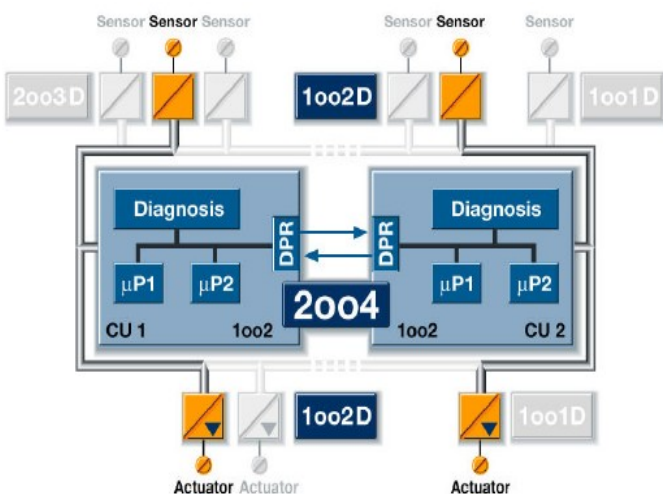 Sensor Sensor Sensor Sensor Sensor Sensor
2oo3D 1oo2D 1oo1D
Diagnosis Diagnosis
DPR DPR
µP1 µP2 µP1 µP2
2oo4
CU 1 1oo2 1oo2 CU 2
1oo2D 1oo1D
Actuator Actuator Actuator